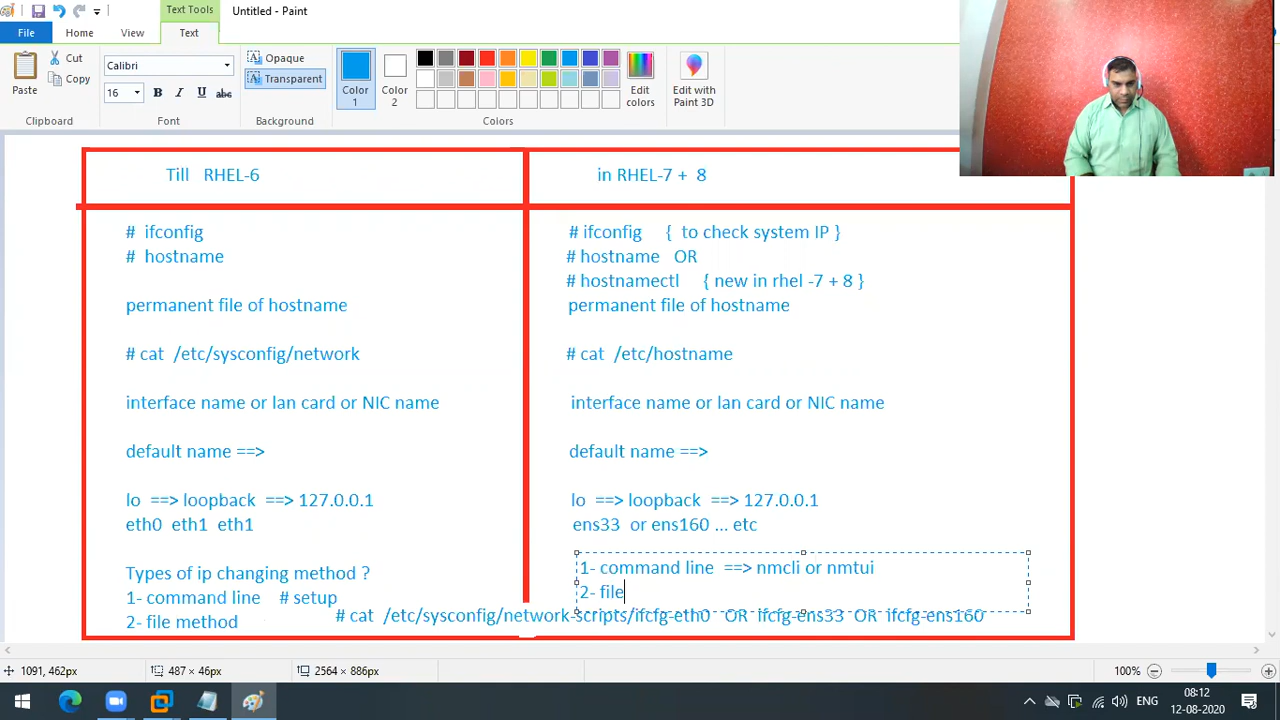 Text Tools
Untitled - Paint
File
Home
View
Text
Paste
Cut
Copy
Clipboard
Calibri
16
B I U abc
Font
Opaque
Transparent
Background
Color
1
Color
2
Edit
colors
Colors
Edit with
Paint 3D
Till RHEL-6
in RHEL-7 + 8
# ifconfig
# hostname
permanent file of hostname
# cat /etc/sysconfig/network
interface name or lan card or NIC name
default name ==>
lo ==> loopback ==> 127.0.0.1
eth0 eth1 eth1
Types of ip changing method ?
1- command line # setup
2- file method
# ifconfig { to check system IP }
# hostname OR
# hostnamectl { new in rhel -7 + 8 }
permanent file of hostname
# cat /etc/hostname
interface name or lan card or NIC name
default name ==>
lo ==> loopback ==> 127.0.0.1
ens33 or ens160 ... etc
1- command line ==> nmcli or nmtui
2- file
# cat /etc/sysconfig/network-scripts/ifcfg-eth0 OR ifcfg-ens33 OR ifcfg-ens160
1091, 462px
487 × 46px
2564 × 886px
100%
ENG
08:12
12-08-2020